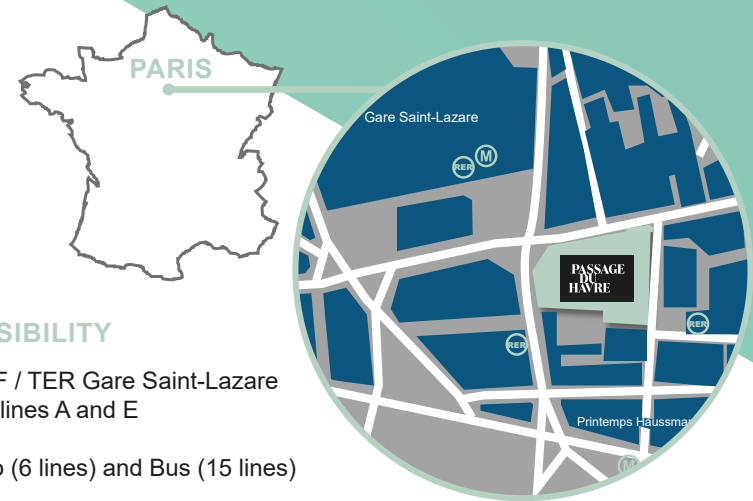 PARIS
Gare Saint-Lazare
RER
M
PASSAGE
DU
HAVRE
RER
RER
SIBILITY
F / TER Gare Saint-Lazare
lines A and E
(6 lines) and Bus (15 lines)
Printemps
M